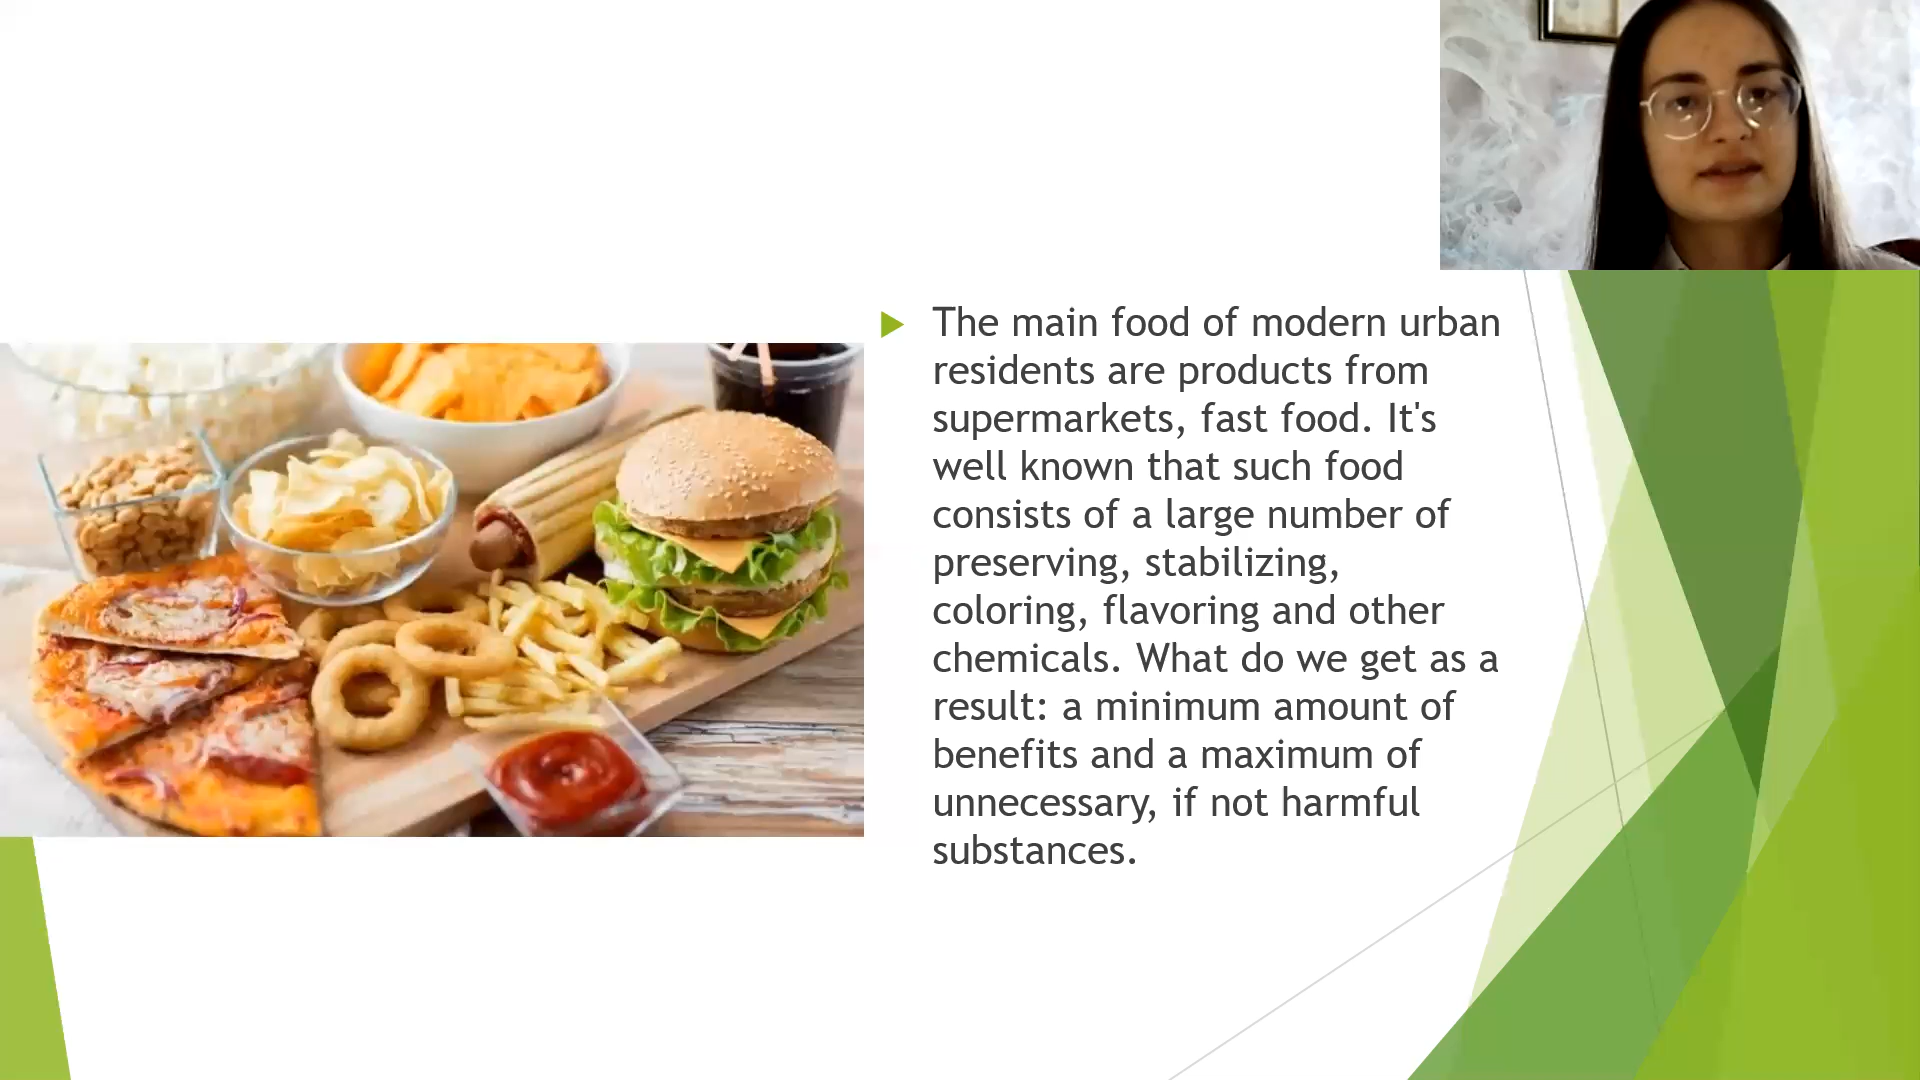 The main food of modern urban
residents are products from
supermarkets, fast food. It's
well known that such food
consists of a large number of
preserving, stabilizing,
coloring, flavoring and other
chemicals. What do we get as a
result: a minimum amount of
benefits and a maximum of
unnecessary, if not harmful
substances.